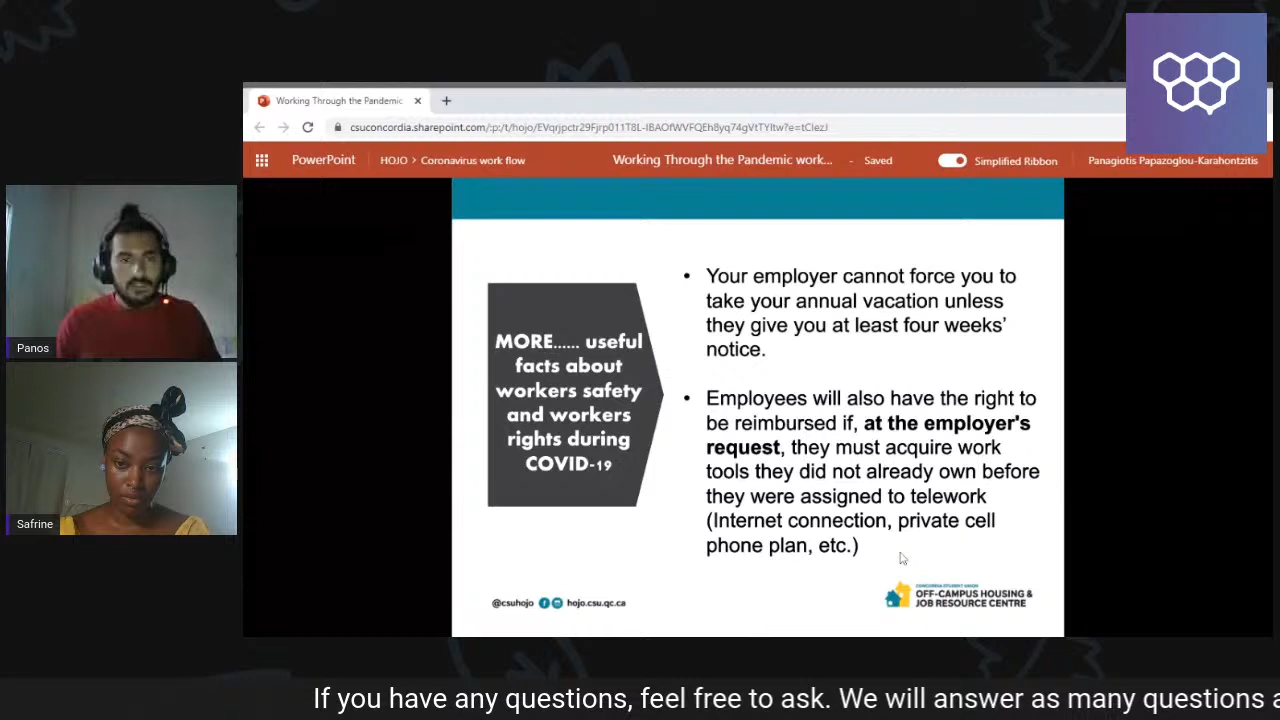 Working Through the Pandemic
csuconcordia.sharepoint.com/:p:/t/hojo/EVqrjpctr29Fjrp011T8L-IBAOfWVFQEh8yq74gVtTYItw?e=tClezJ
PowerPoint
HOJO > Coronavirus work flow
Working Through the Pandemic work...
- Saved
Simplified Ribbon
Panagiotis Papazoglou-Karahontzitis
Panos
Safrine
MORE...... useful
facts about
workers safety
and workers
rights during
COVID-19
• Your employer cannot force you to
take your annual vacation unless
they give you at least four weeks'
notice.
• Employees will also have the right to
be reimbursed if, at the employer's
request, they must acquire work
tools they did not already own before
they were assigned to telework
(Internet connection, private cell
phone plan, etc.)
@csuhojo
hojo.csu.qc.ca
CONCORDIA STUDENT UNION
OFF-CAMPUS HOUSING &
JOB RESOURCE CENTRE
If you have any questions, feel free to ask. We will answer as many questions a